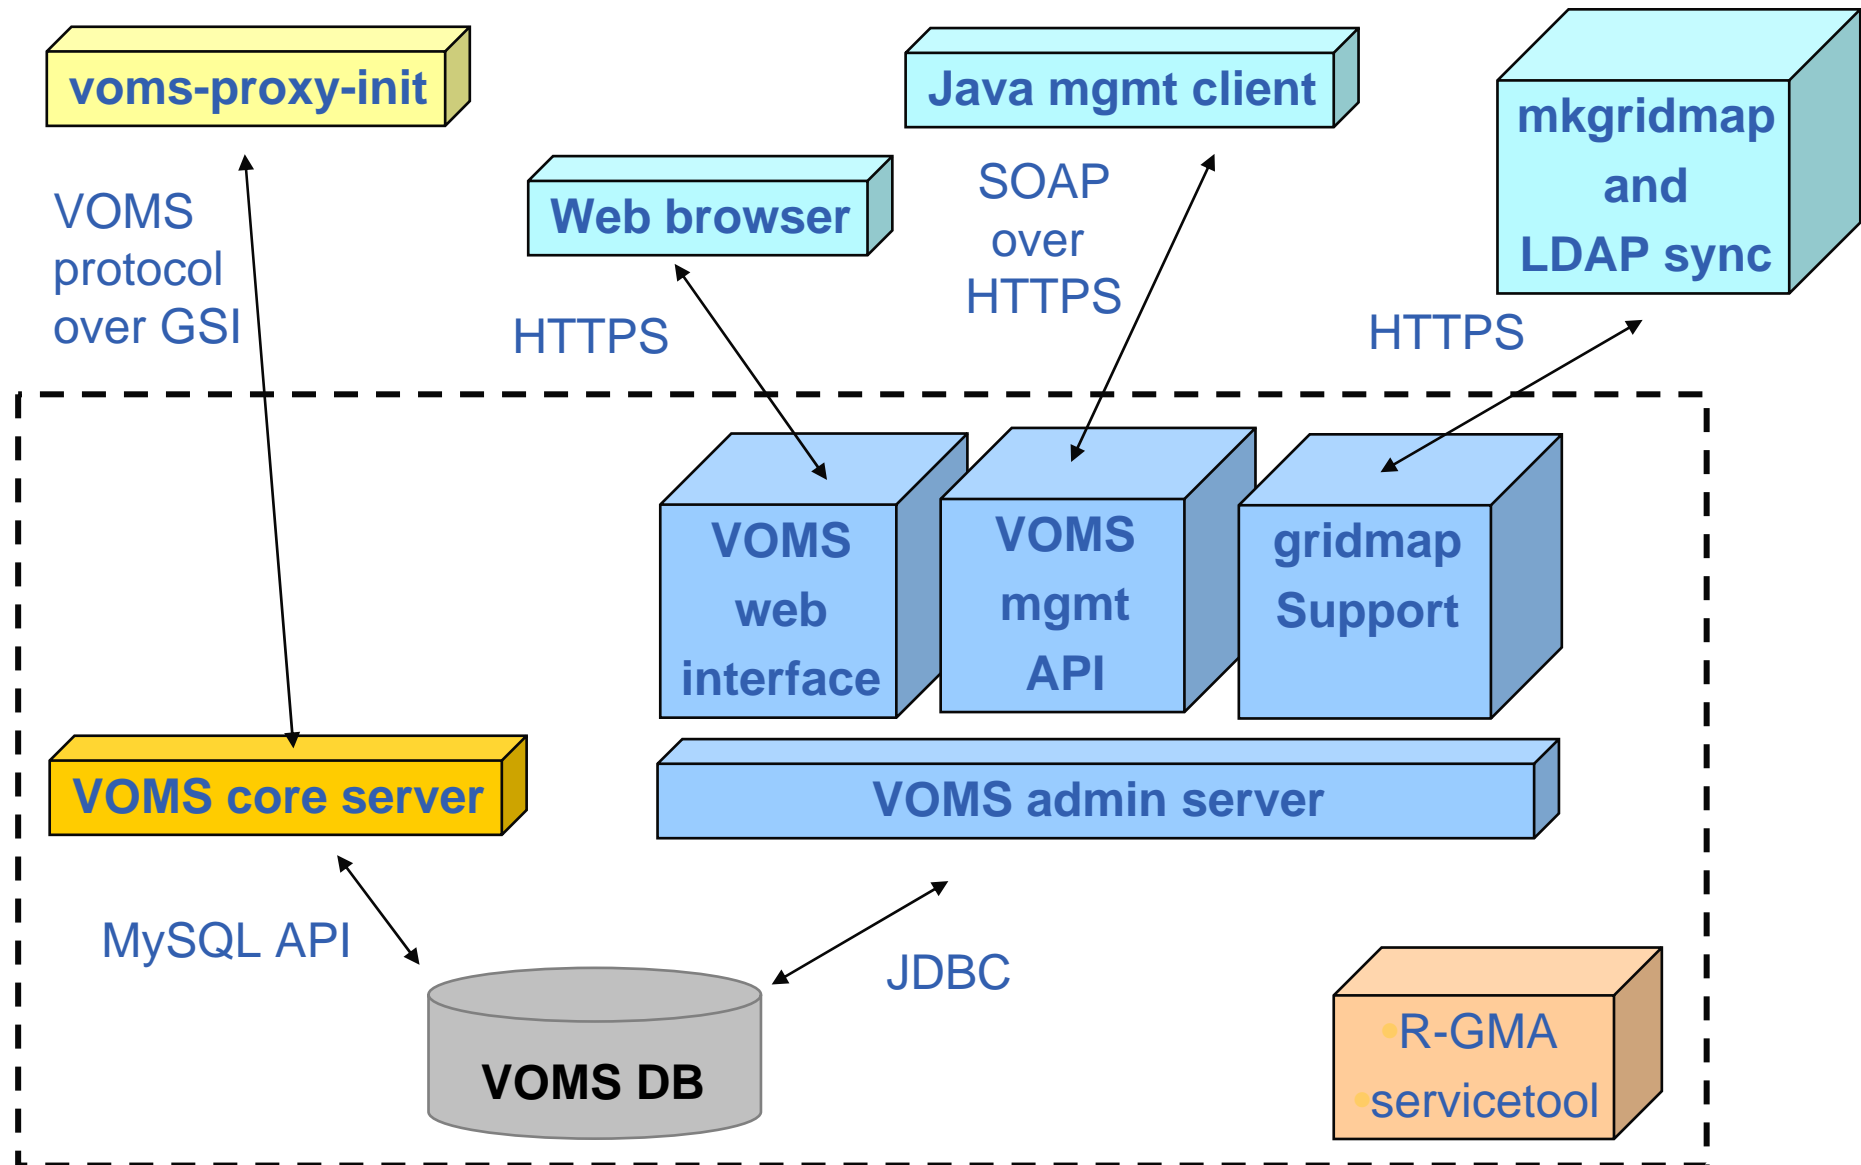 voms-proxy-init
Java mgmt client
mkgridmap
and
LDAP sync
Web browser
VOMS
protocol
over GSI
SOAP
over
HTTPS
HTTPS
HTTPS
VOMS
web
interface
VOMS
mgmt
API
gridmap
Support
VOMS core server
VOMS admin server
MySQL API
JDBC
VOMS DB
•R-GMA
•servicetool